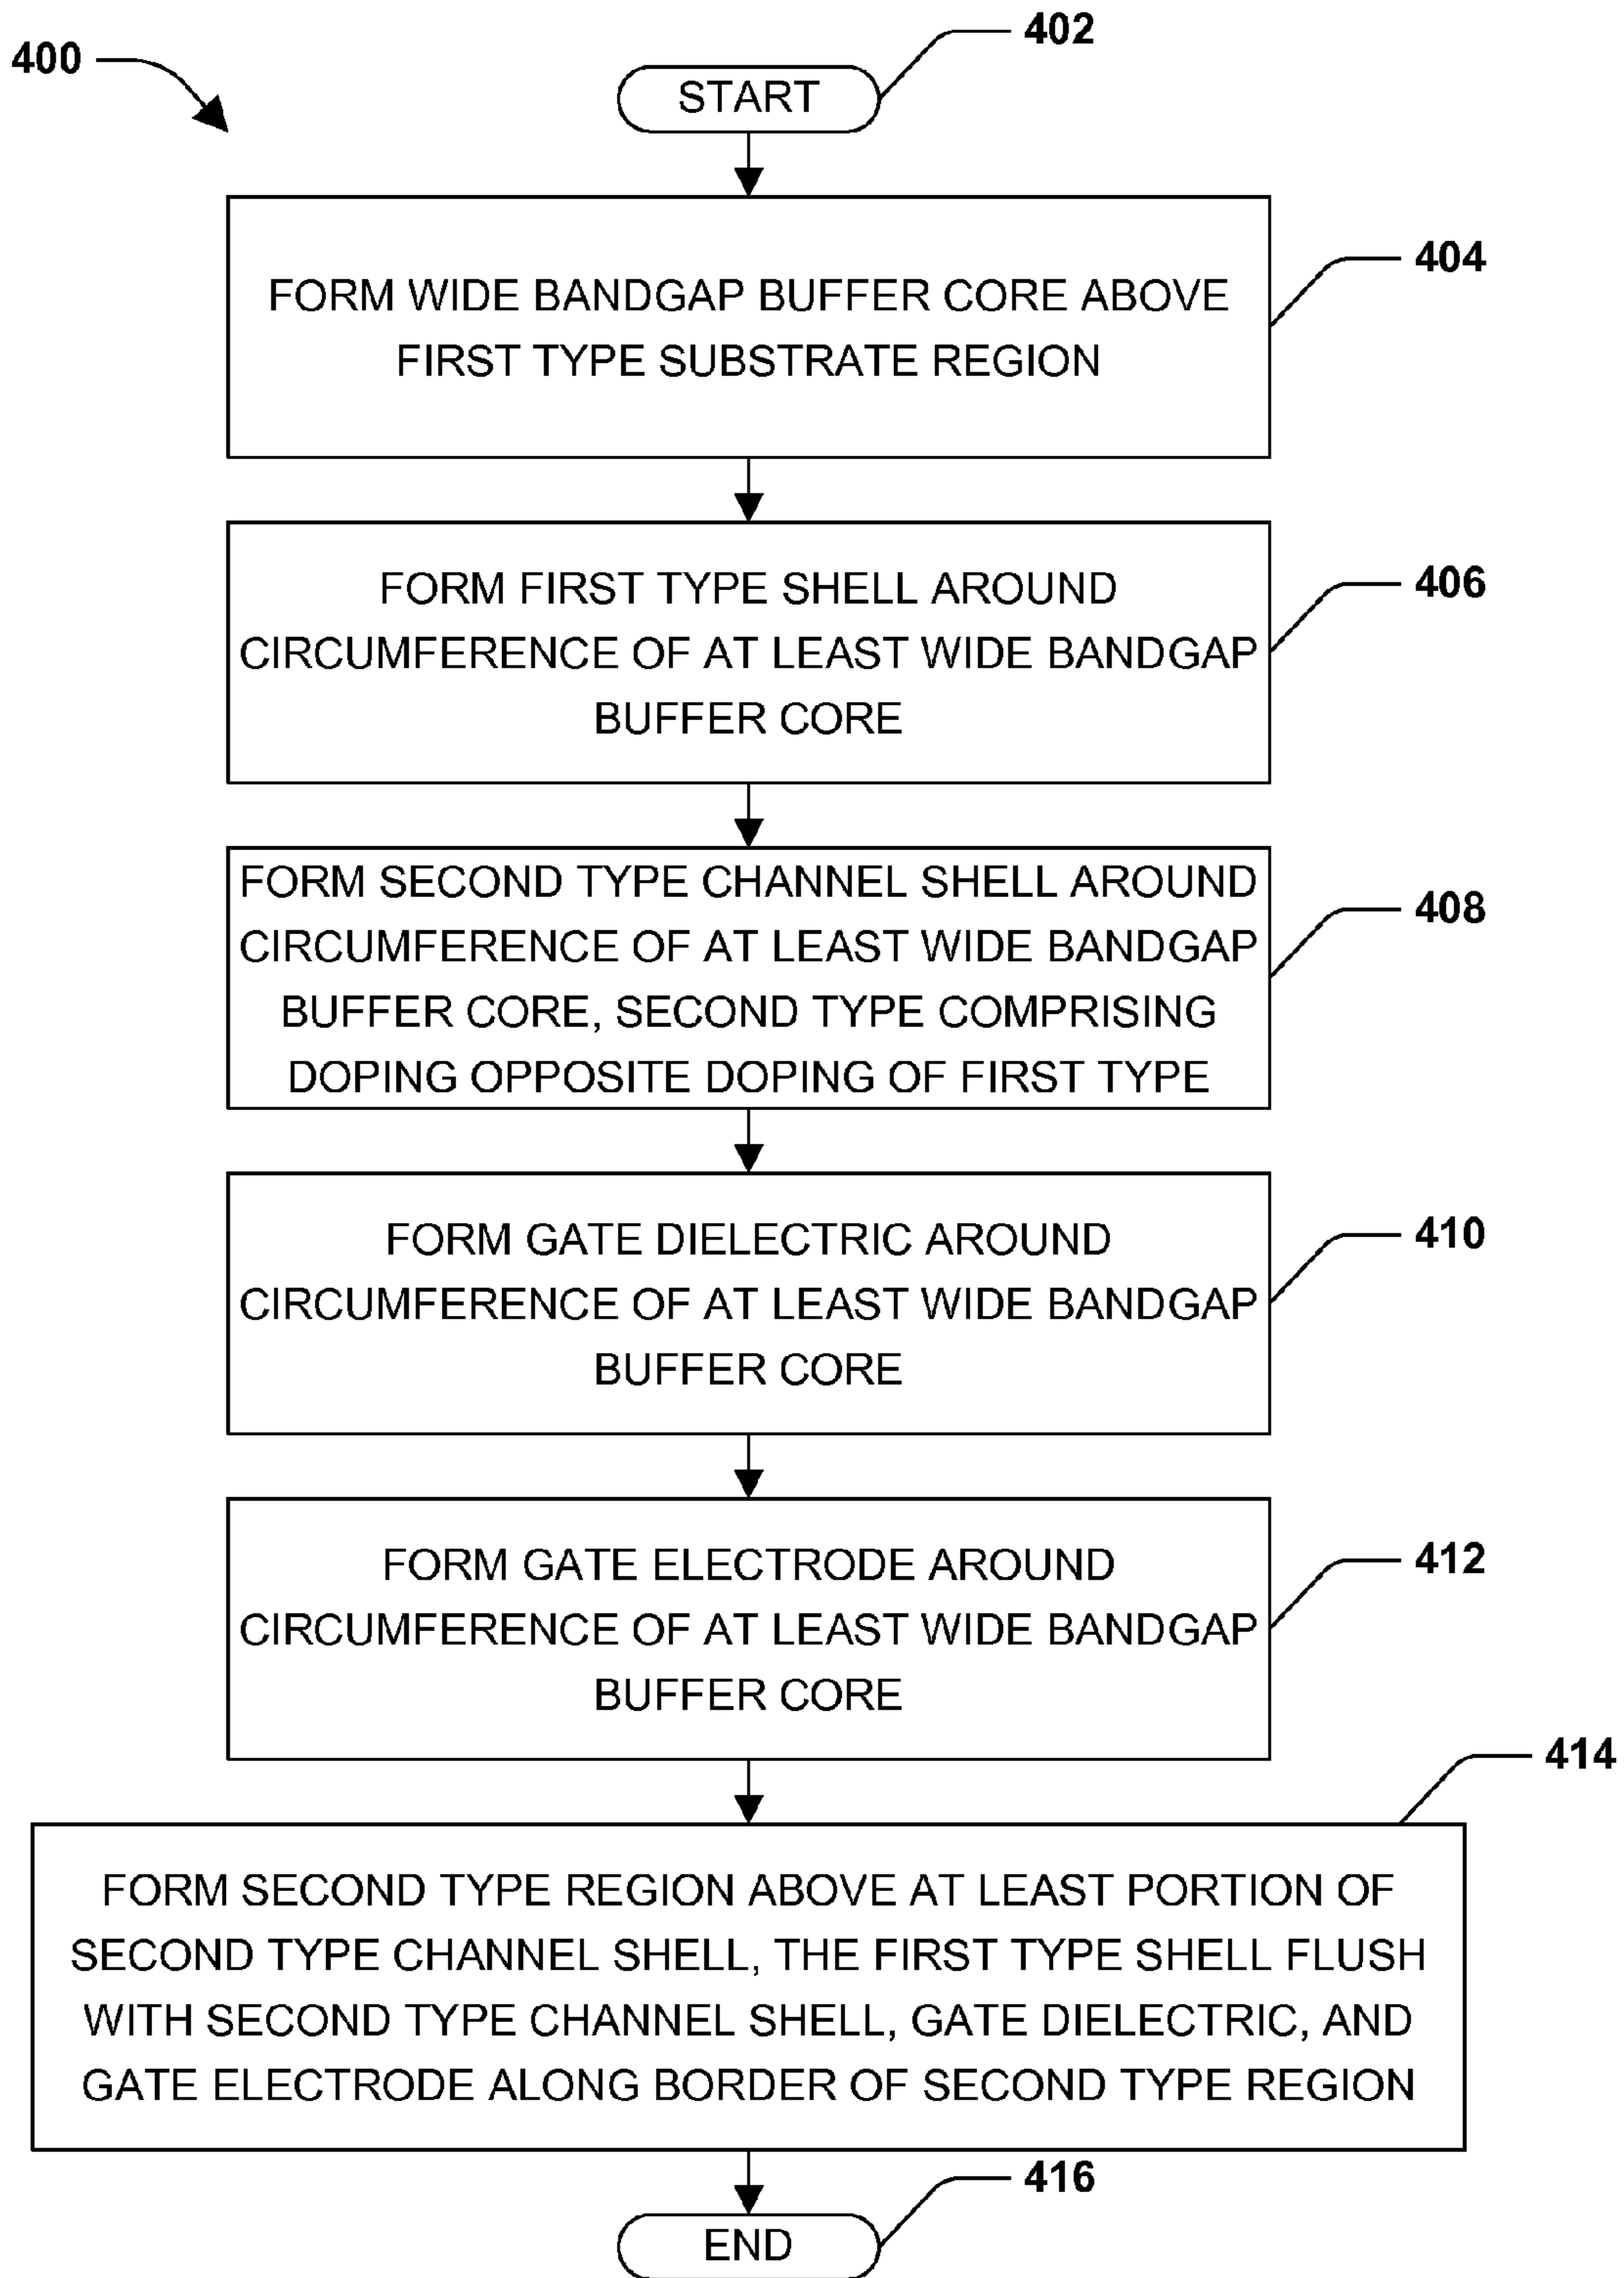 402
400
START
404
FORM WIDE BANDGAP BUFFER CORE ABOVE
FIRST TYPE SUBSTRATE REGION
406
FORM FIRST TYPE SHELL AROUND
CIRCUMFERENCE OF AT LEAST WIDE BANDGAP
BUFFER CORE
408
FORM SECOND TYPE CHANNEL SHELL AROUND
CIRCUMFERENCE OF AT LEAST WIDE BANDGAP
BUFFER CORE, SECOND TYPE COMPRISING
DOPING OPPOSITE DOPING OF FIRST TYPE
410
FORM GATE DIELECTRIC AROUND
CIRCUMFERENCE OF AT LEAST WIDE BANDGAP
BUFFER CORE
412
FORM GATE ELECTRODE AROUND
CIRCUMFERENCE OF AT LEAST WIDE BANDGAP
BUFFER CORE
414
FORM SECOND TYPE REGION ABOVE AT LEAST PORTION OF
SECOND TYPE CHANNEL SHELL, THE FIRST TYPE SHELL FLUSH
WITH SECOND TYPE CHANNEL SHELL, GATE DIELECTRIC, AND
GATE ELECTRODE ALONG BORDER OF SECOND TYPE REGION
416
END